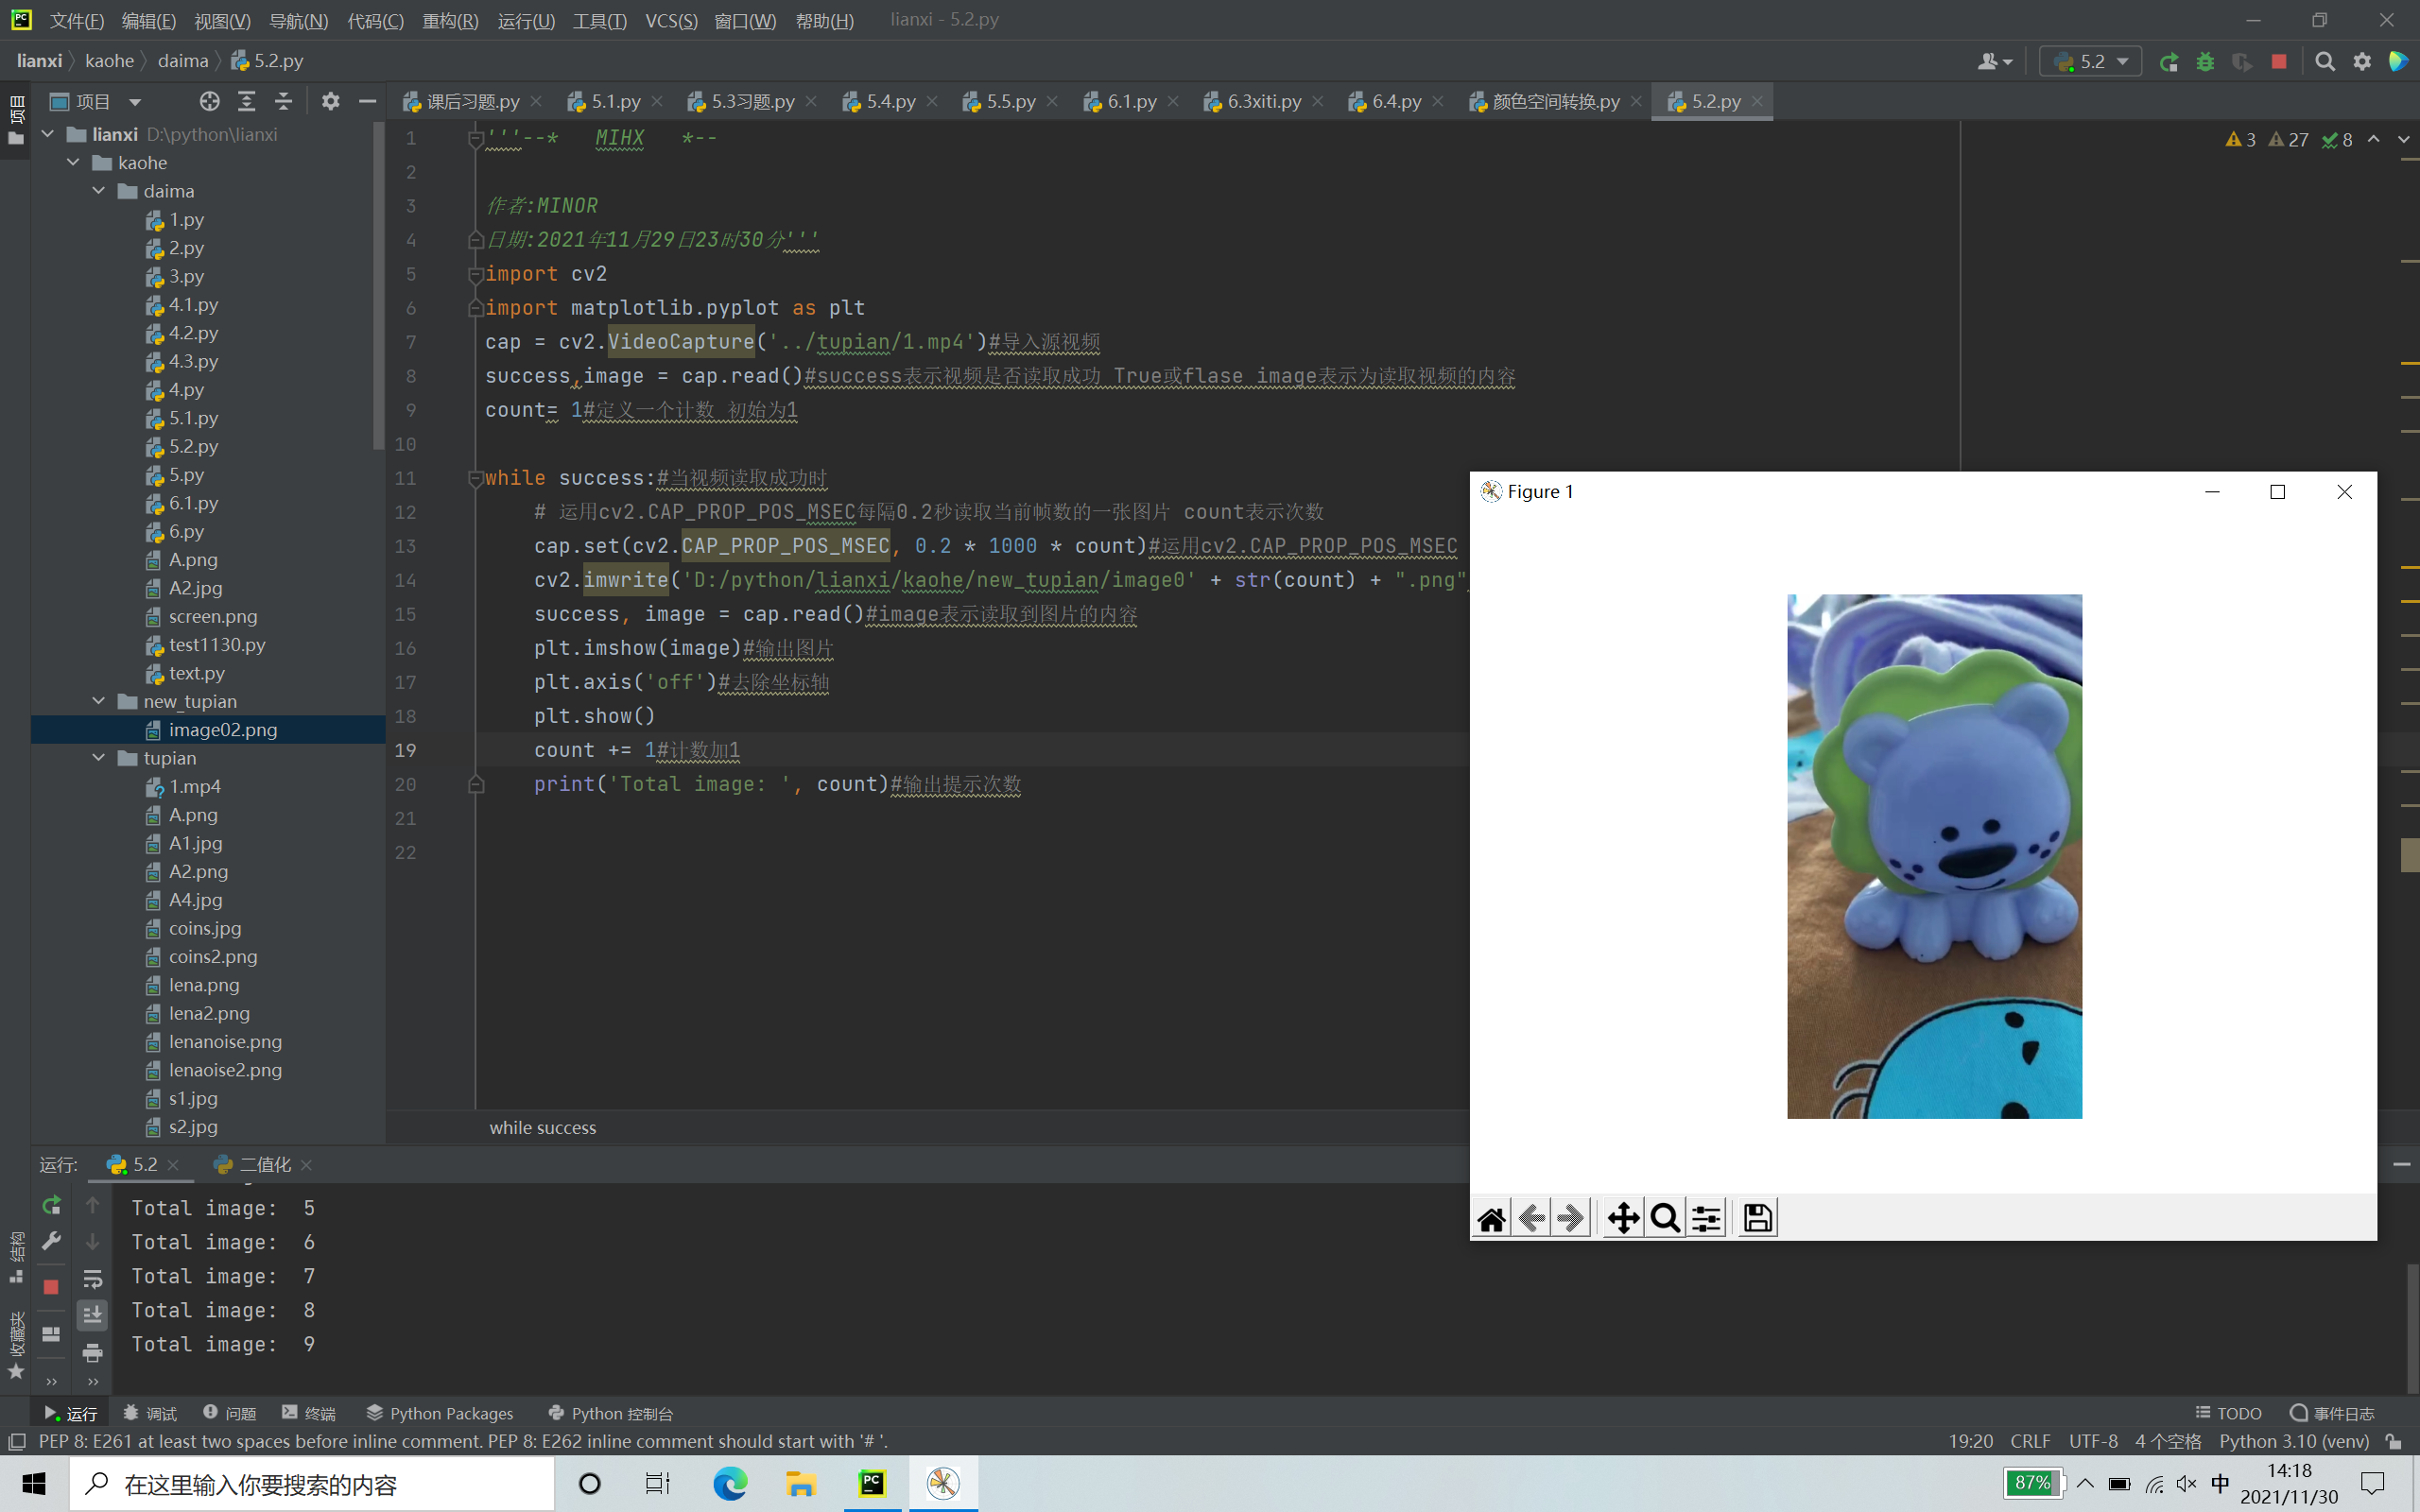 文件(F) 编辑(E) 视图(V) 导航(N) 代码(C) 重构(R) 运行(U) 工具(T) VCS(S) 窗口(W) 帮助(H) lianxi - 5.2.py
lianxi kaohe daima 5.2.py
5.2
项目
项目
课后习题.py 5.1.py 5.3习题.py 5.4.py 5.5.py 6.1.py 6.3xiti.py 6.4.py 颜色空间转换.py 5.2.py
lianxi D:\python\lianxi
kaohe
daima
1.py
2.py
3.py
4.1.py
4.2.py
4.3.py
4.py
5.1.py
5.2.py
5.py
6.1.py
6.py
A.png
A2.jpg
screen.png
test1130.py
text.py
new_tupian
image02.png
tupian
1.mp4
A.png
A1.jpg
A2.png
A4.jpg
coins.jpg
coins2.png
lena.png
lena2.png
lenanoise.png
lenaoise2.png
s1.jpg
s2.jpg
3 27 8
1 '''--* MIHX *--
2
3 作者:MINOR
4 日期:2021年11月29日23时30分'''
5 import cv2
6 import matplotlib.pyplot as plt
7 cap = cv2.VideoCapture('../tupian/1.mp4')#导入源视频
8 success,image = cap.read()#success表示视频是否读取成功 True或flase image表示为读取视频的内容
9 count= 1#定义一个计数 初始为1
10
11 while success:#当视频读取成功时
12 # 运用cv2.CAP_PROP_POS_MSEC每隔0.2秒读取当前帧数的一张图片 count表示次数
13 cap.set(cv2.CAP_PROP_POS_MSEC, 0.2 * 1000 * count)#运用cv2.CAP_PROP_POS_MSEC
14 cv2.imwrite('D:/python/lianxi/kaohe/new_tupian/image0' + str(count) + ".png"
15 success, image = cap.read()#image表示读取到图片的内容
16 plt.imshow(image)#输出图片
17 plt.axis('off')#去除坐标轴
18 plt.show()
19 count += 1#计数加1
20 print('Total image: ', count)#输出提示次数
21
22
while success
Figure 1
运行: 5.2 二值化
Total image: 5
Total image: 6
Total image: 7
Total image: 8
Total image: 9
结构
收藏夹
运行 调试 问题 终端 Python Packages Python 控制台 TODO 事件日志
PEP 8: E261 at least two spaces before inline comment. PEP 8: E262 inline comment should start with '# '. 19:20 CRLF UTF-8 4 个空格 Python 3.10 (venv)
在这里输入你要搜索的内容
87% 中 14:18
2021/11/30